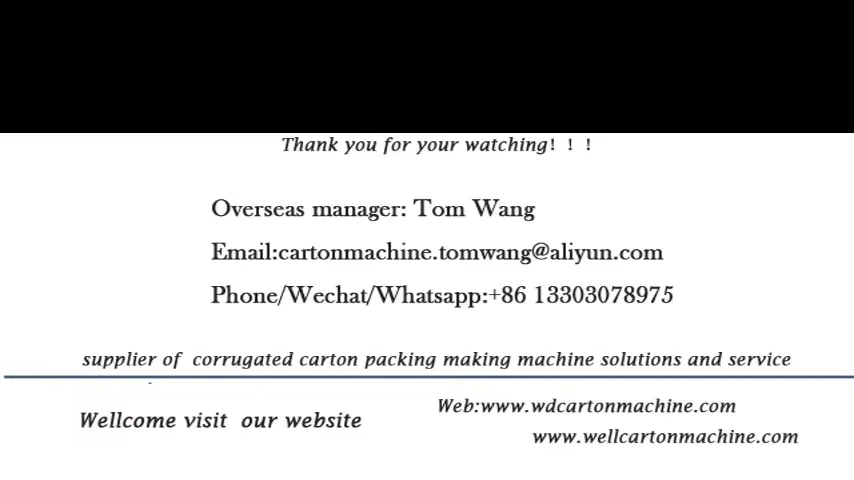 Thank you for your watching！！！
Overseas manager: Tom Wang
Email:cartonmachine.tomwang@aliyun.com
Phone/Wechat/Whatsapp:+86 13303078975
supplier of corrugated carton packing making machine solutions and service
Wellcome visit our website
Web:www.wdcartonmachine.com
www.wellcartonmachine.com